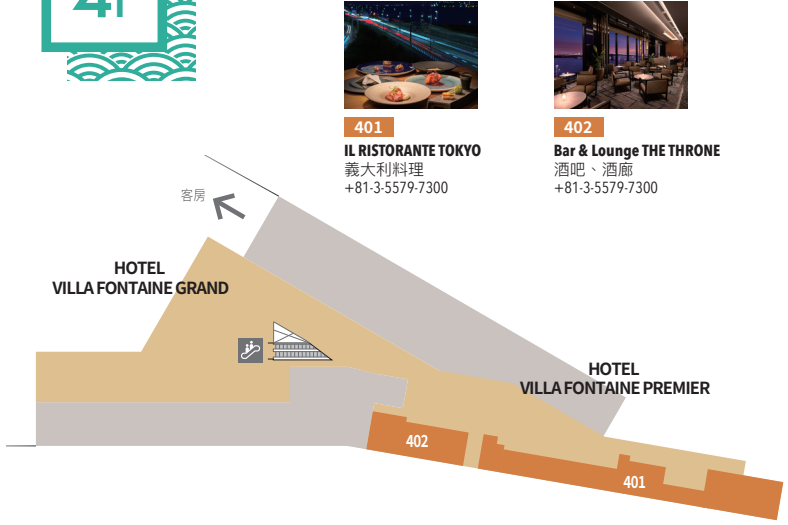 4F
401
IL RISTORANTE TOKYO
義大利料理
+81-3-5579-7300
402
Bar & Lounge THE THRONE
酒吧、酒廊
+81-3-5579-7300
客房
HOTEL
VILLA FONTAINE GRAND
HOTEL
VILLA FONTAINE PREMIER
402
401